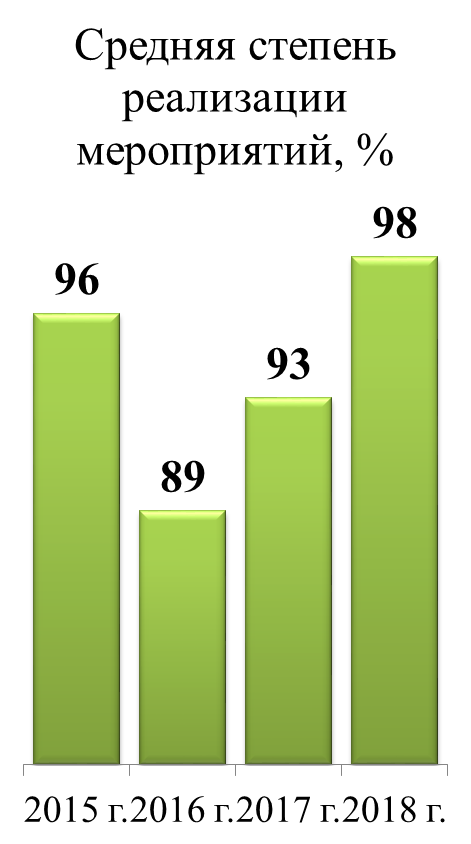 Средняя степень
реализации
мероприятий, %
98
96
93
89
2015 г. 2016 г. 2017 г. 2018 г.